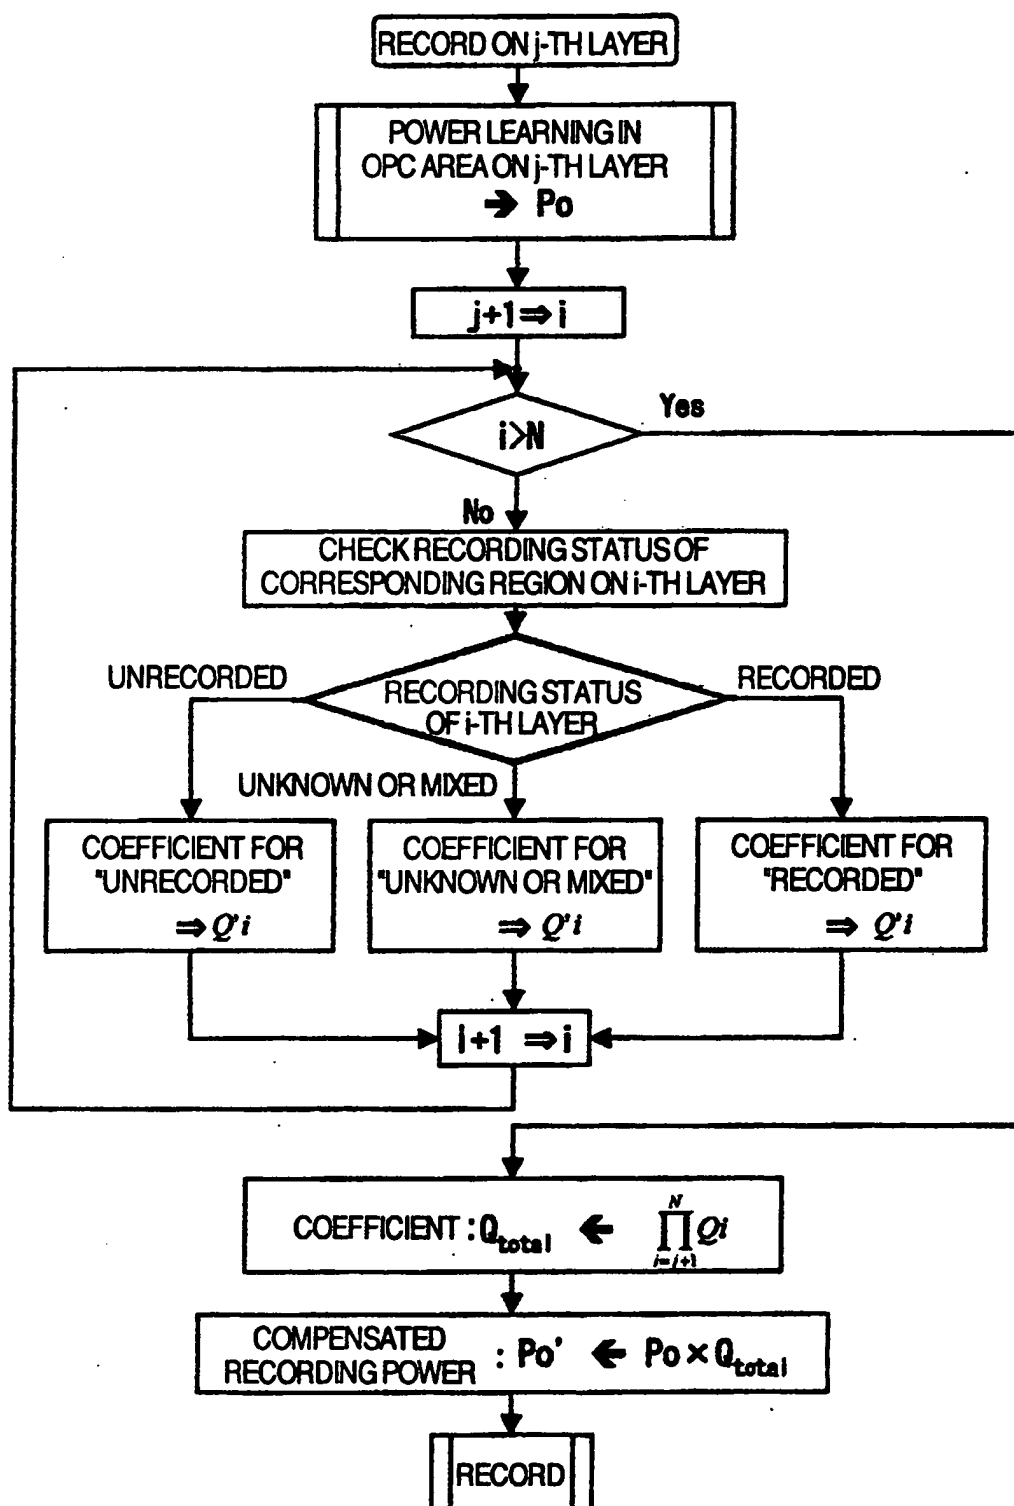 RECORD ON j-TH LAYER
POWER LEARNING IN
OPC AREA ON j-TH LAYER
➔ Po
j+1⇒i
i>N
Yes
No
CHECK RECORDING STATUS OF
CORRESPONDING REGION ON i-TH LAYER
UNRECORDED
RECORDING STATUS
OF i-TH LAYER
RECORDED
UNKNOWN OR MIXED
COEFFICIENT FOR
"UNRECORDED"
⇒ Q'i
COEFFICIENT FOR
"UNKNOWN OR MIXED"
⇒ Q'i
COEFFICIENT FOR
"RECORDED"
⇒ Q'i
i+1 ⇒ i
COEFFICIENT : Qtotal ← ∏ i=j+1 N Qi
COMPENSATED
RECORDING POWER : Po' ← Po × Qtotal
RECORD